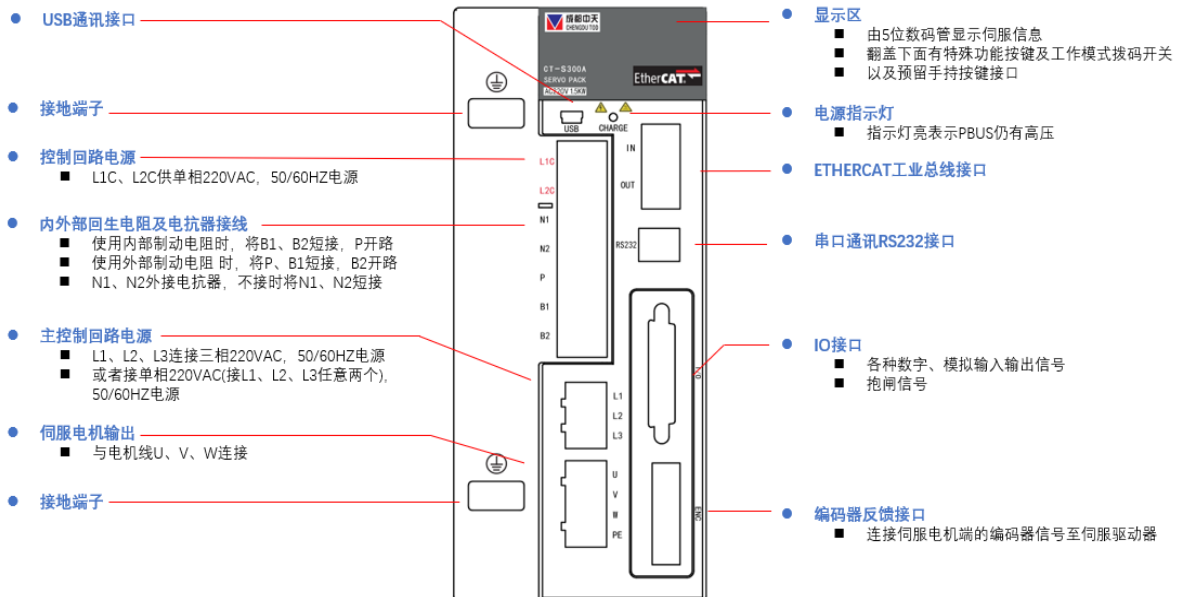 USB通讯接口
接地端子
控制回路电源
L1C、L2C供单相220VAC，50/60HZ电源
内外部回生电阻及电抗器接线
使用内部制动电阻时，将B1、B2短接，P开路
使用外部制动电阻 时，将P、B1短接，B2开路
N1、N2外接电抗器，不接时将N1、N2短接
主控制回路电源
L1、L2、L3连接三相220VAC，50/60HZ电源
或者接单相220VAC(接L1、L2、L3任意两个)，
50/60HZ电源
伺服电机输出
与电机线U、V、W连接
接地端子
成都中天
CHENGDU TOO
CT-S300A
SERVO PACK
AC220V 1.5KW
EtherCAT
USB
CHARGE
L1C
L2C
N1
N2
P
B1
B2
IN
OUT
RS232
I/O
L1
L2
L3
U
V
W
PE
ENC
显示区
由5位数码管显示伺服信息
翻盖下面有特殊功能按键及工作模式拨码开关
以及预留手持按键接口
电源指示灯
指示灯亮表示PBUS仍有高压
ETHERCAT工业总线接口
串口通讯RS232接口
IO接口
各种数字、模拟输入输出信号
抱闸信号
编码器反馈接口
连接伺服电机端的编码器信号至伺服驱动器